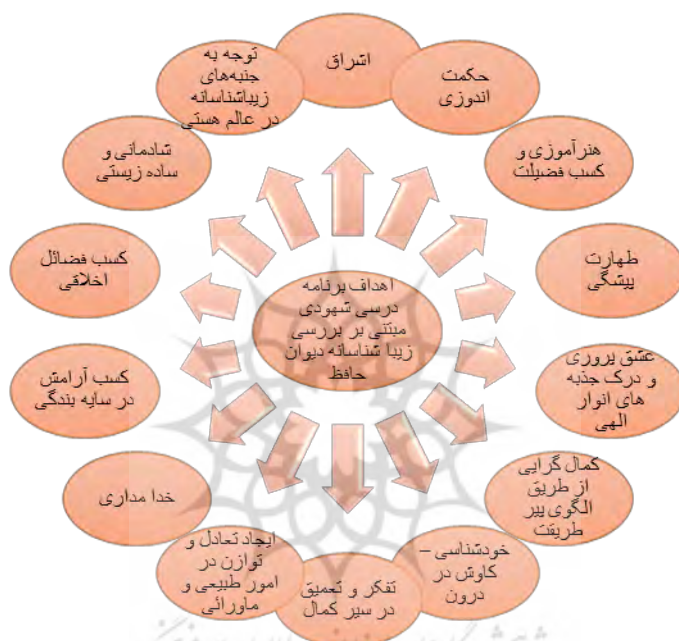 اهداف برنامه
درسی شهودی
مبتنی بر بررسی
زیبا شناسانه دیوان
حافظ
اشراق
حکمت
اندوزی
هنرآموزی و
کسب فضیلت
طهارت
پیشگی
عشق پروری
و درک جذبه
های انوار
الهی
کمال گرایی
از طریق
الگوی پیر
طریقت
خودشناسی –
کاوش در
درون
تفکر و تعمیق
در سیر کمال
ایجاد تعادل و
توازن در
امور طبیعی و
ماورائی
خدا مداری
کسب آرامش
در سایه بندگی
کسب فضائل
اخلاقی
شادمانی و
ساده زیستی
توجه به
جنبه‌های
زیباشناسانه
در عالم هستی